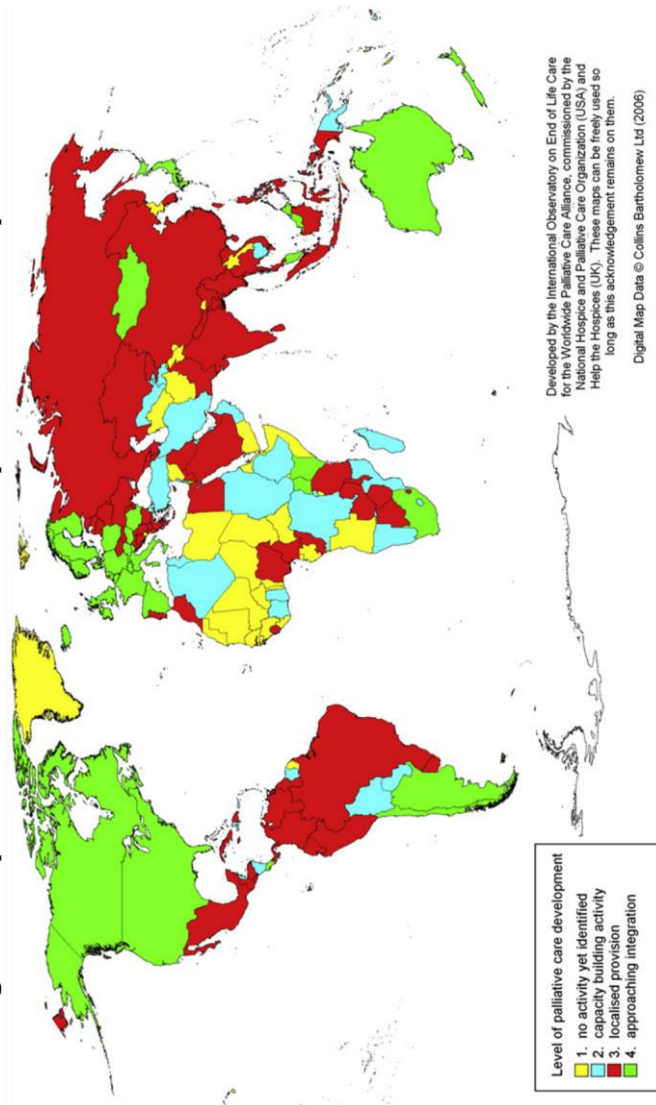 Level of palliative care development
1. no activity yet identified
2. capacity building activity
3. localised provision
4. approaching integration
Developed by the International Observatory on End of Life Care
for the Worldwide Palliative Care Alliance, commissioned by the
National Hospice and Palliative Care Organization (USA) and
Help the Hospices (UK). These maps can be freely used so
long as this acknowledgement remains on them.
Digital Map Data © Collins Bartholomew Ltd (2006)